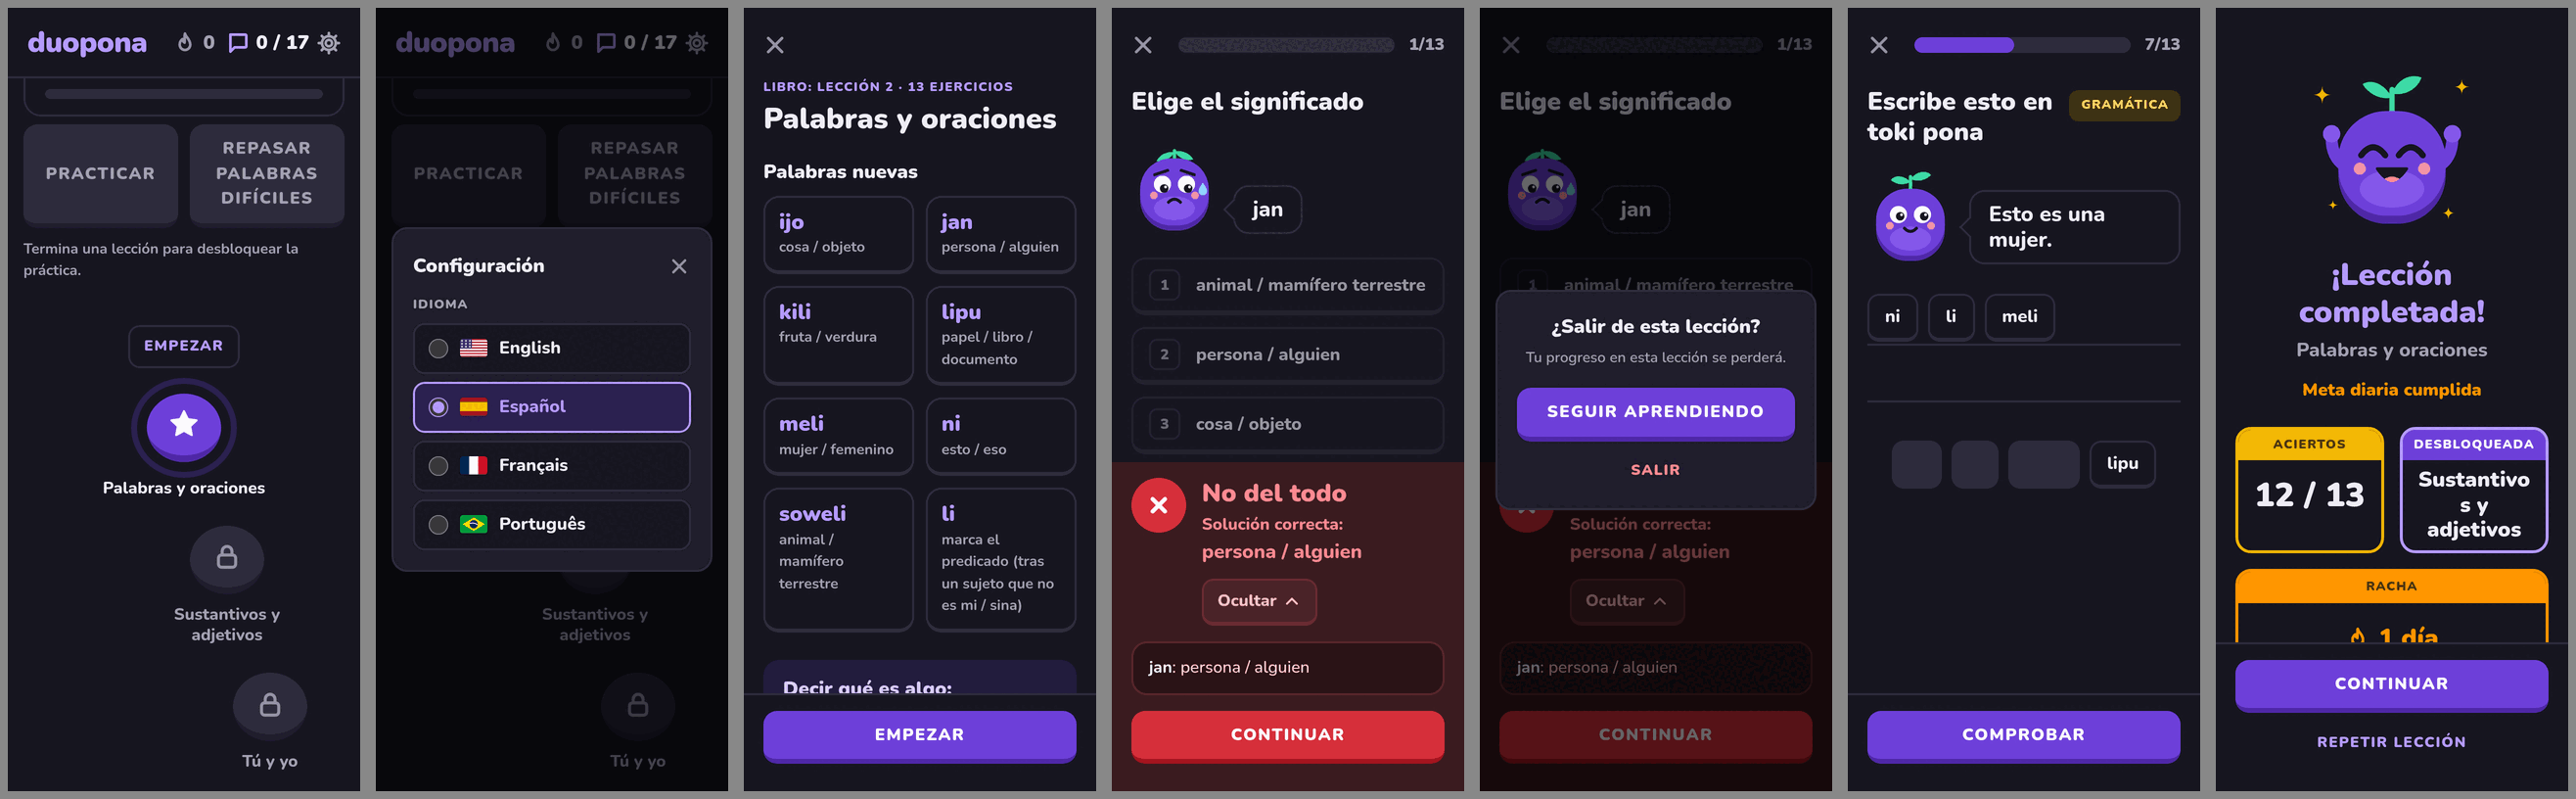 duopona 0 0 / 17
PRACTICAR
REPASAR
PALABRAS
DIFÍCILES
Termina una lección para desbloquear la
práctica.
EMPEZAR
Palabras y oraciones
Sustantivos y
adjetivos
Tú y yo
duopona 0 0 / 17
PRACTICAR
REPASAR
PALABRAS
DIFÍCILES
Configuración
IDIOMA
English
Español
Français
Português
Sustantivos y
adjetivos
Tú y yo
LIBRO: LECCIÓN 2 · 13 EJERCICIOS
Palabras y oraciones
Palabras nuevas
ijo
cosa / objeto
jan
persona / alguien
kili
fruta / verdura
lipu
papel / libro /
documento
meli
mujer / femenino
ni
esto / eso
soweli
animal /
mamífero
terrestre
li
marca el
predicado (tras
un sujeto que no
es mi / sina)
Decir qué es algo:
EMPEZAR
1/13
Elige el significado
jan
1 animal / mamífero terrestre
2 persona / alguien
3 cosa / objeto
No del todo
Solución correcta:
persona / alguien
Ocultar
jan: persona / alguien
CONTINUAR
1/13
Elige el significado
jan
1 animal / mamífero terrestre
¿Salir de esta lección?
Tu progreso en esta lección se perderá.
SEGUIR APRENDIENDO
SALIR
Solución correcta:
persona / alguien
Ocultar
jan: persona / alguien
CONTINUAR
7/13
Escribe esto en
toki pona
GRAMÁTICA
Esto es una
mujer.
ni li meli
lipu
COMPROBAR
¡Lección
completada!
Palabras y oraciones
Meta diaria cumplida
ACIERTOS
12 / 13
DESBLOQUEADA
Sustantivo
s y
adjetivos
RACHA
1 día
CONTINUAR
REPETIR LECCIÓN